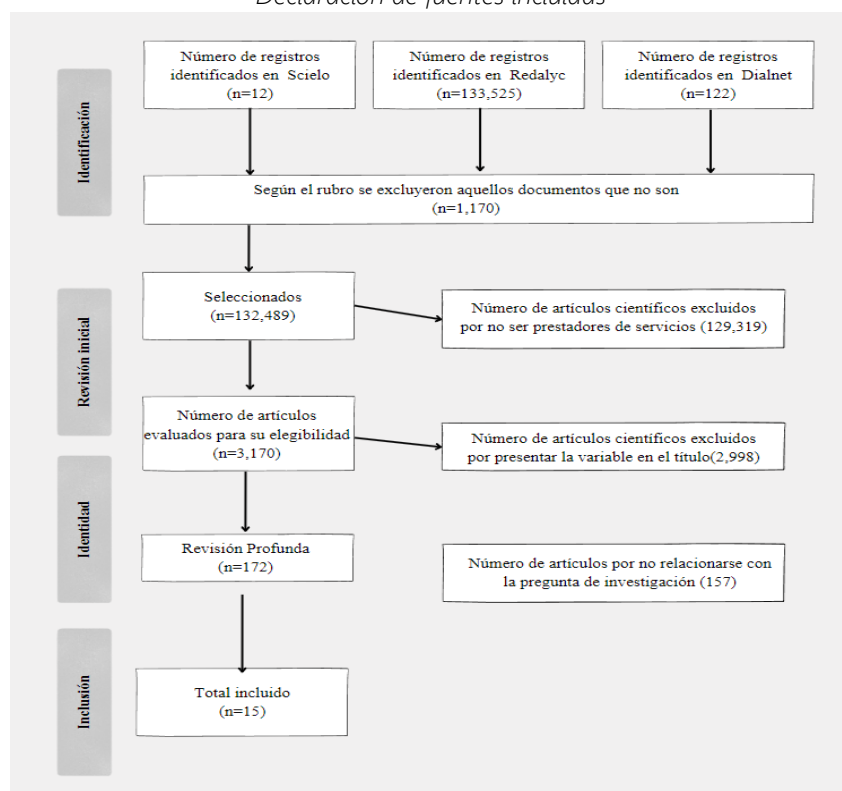 Declaración de fuentes incluidas
Identificación
Número de registros
identificados en Scielo
(n=12)
Número de registros
identificados en Redalyc
(n=133,525)
Número de registros
identificados en Dialnet
(n=122)
Según el rubro se excluyeron aquellos documentos que no son
(n=1,170)
Revisión inicial
Seleccionados
(n=132,489)
Número de artículos científicos excluidos
por no ser prestadores de servicios (129,319)
Número de artículos
evaluados para su elegibilidad
(n=3,170)
Número de artículos científicos excluidos
por presentar la variable en el título(2,998)
Identidad
Revisión Profunda
(n=172)
Número de artículos por no relacionarse con
la pregunta de investigación (157)
Inclusión
Total incluido
(n=15)